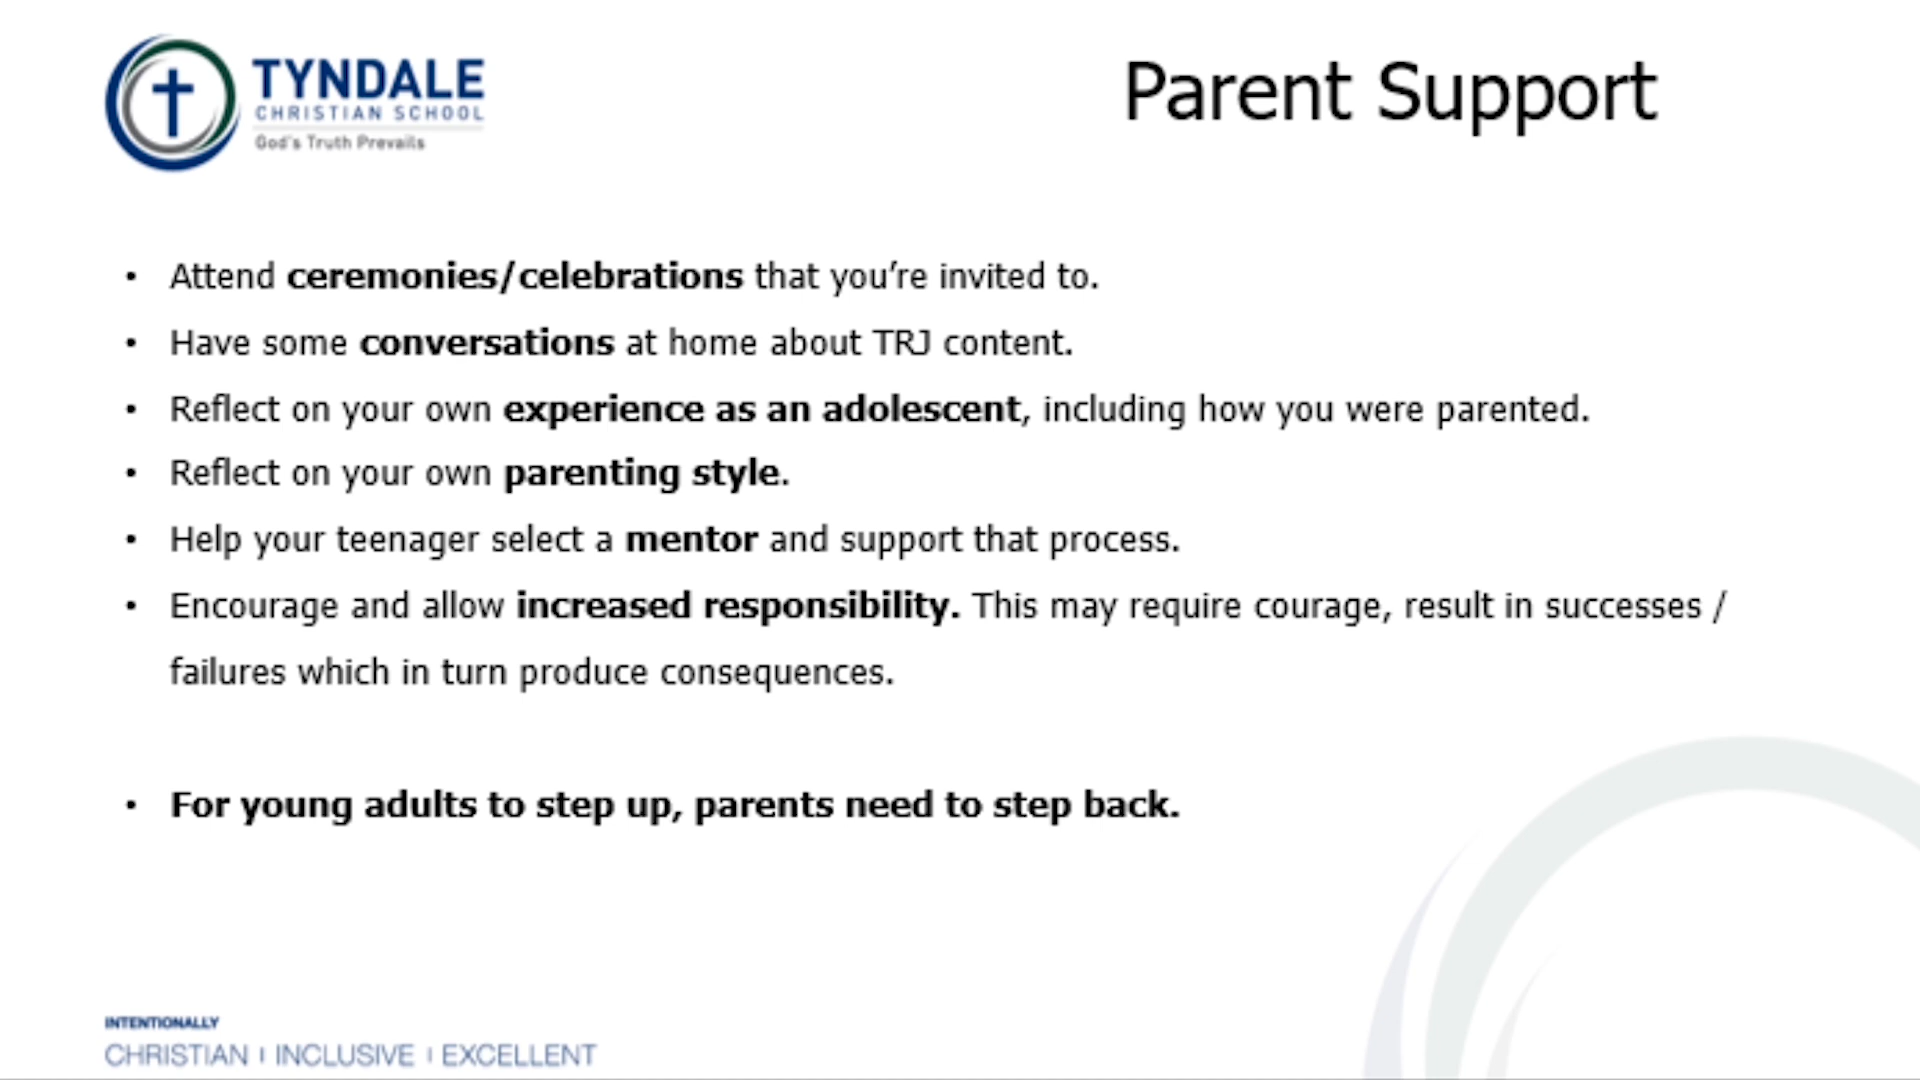 TYNDALE
CHRISTIAN SCHOOL
God's Truth Prevails
Parent Support
• Attend ceremonies/celebrations that you’re invited to.
• Have some conversations at home about TRJ content.
• Reflect on your own experience as an adolescent, including how you were parented.
• Reflect on your own parenting style.
• Help your teenager select a mentor and support that process.
• Encourage and allow increased responsibility. This may require courage, result in successes /
failures which in turn produce consequences.
• For young adults to step up, parents need to step back.
INTENTIONALLY
CHRISTIAN | INCLUSIVE | EXCELLENT